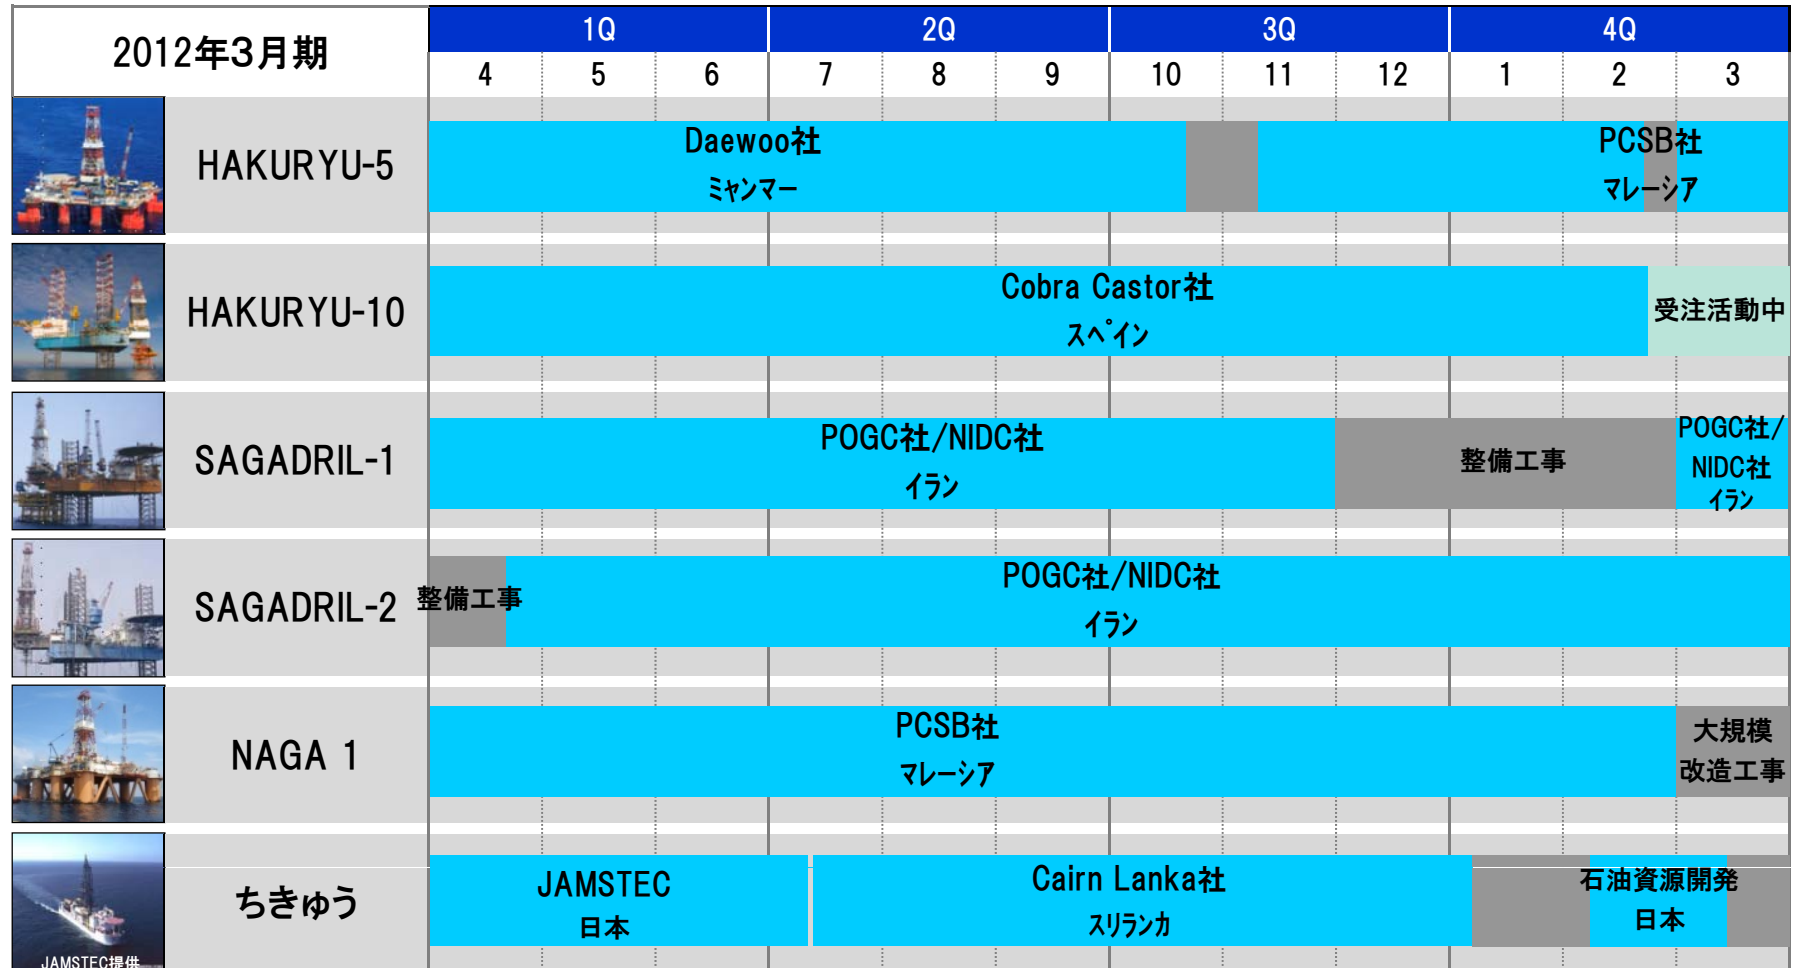 2012年3月期
1Q 2Q 3Q 4Q
4 5 6 7 8 9 10 11 12 1 2 3
HAKURYU-5
Daewoo社
ミャンマー
PCSB社
マレーシア
HAKURYU-10
Cobra Castor社
スペイン
受注活動中
SAGADRIL-1
POGC社/NIDC社
イラン
整備工事
POGC社/
NIDC社
イラン
SAGADRIL-2
整備工事
POGC社/NIDC社
イラン
NAGA 1
PCSB社
マレーシア
大規模
改造工事
ちきゅう
JAMSTEC
日本
Cairn Lanka社
スリランカ
石油資源開発
日本
JAMSTEC提供